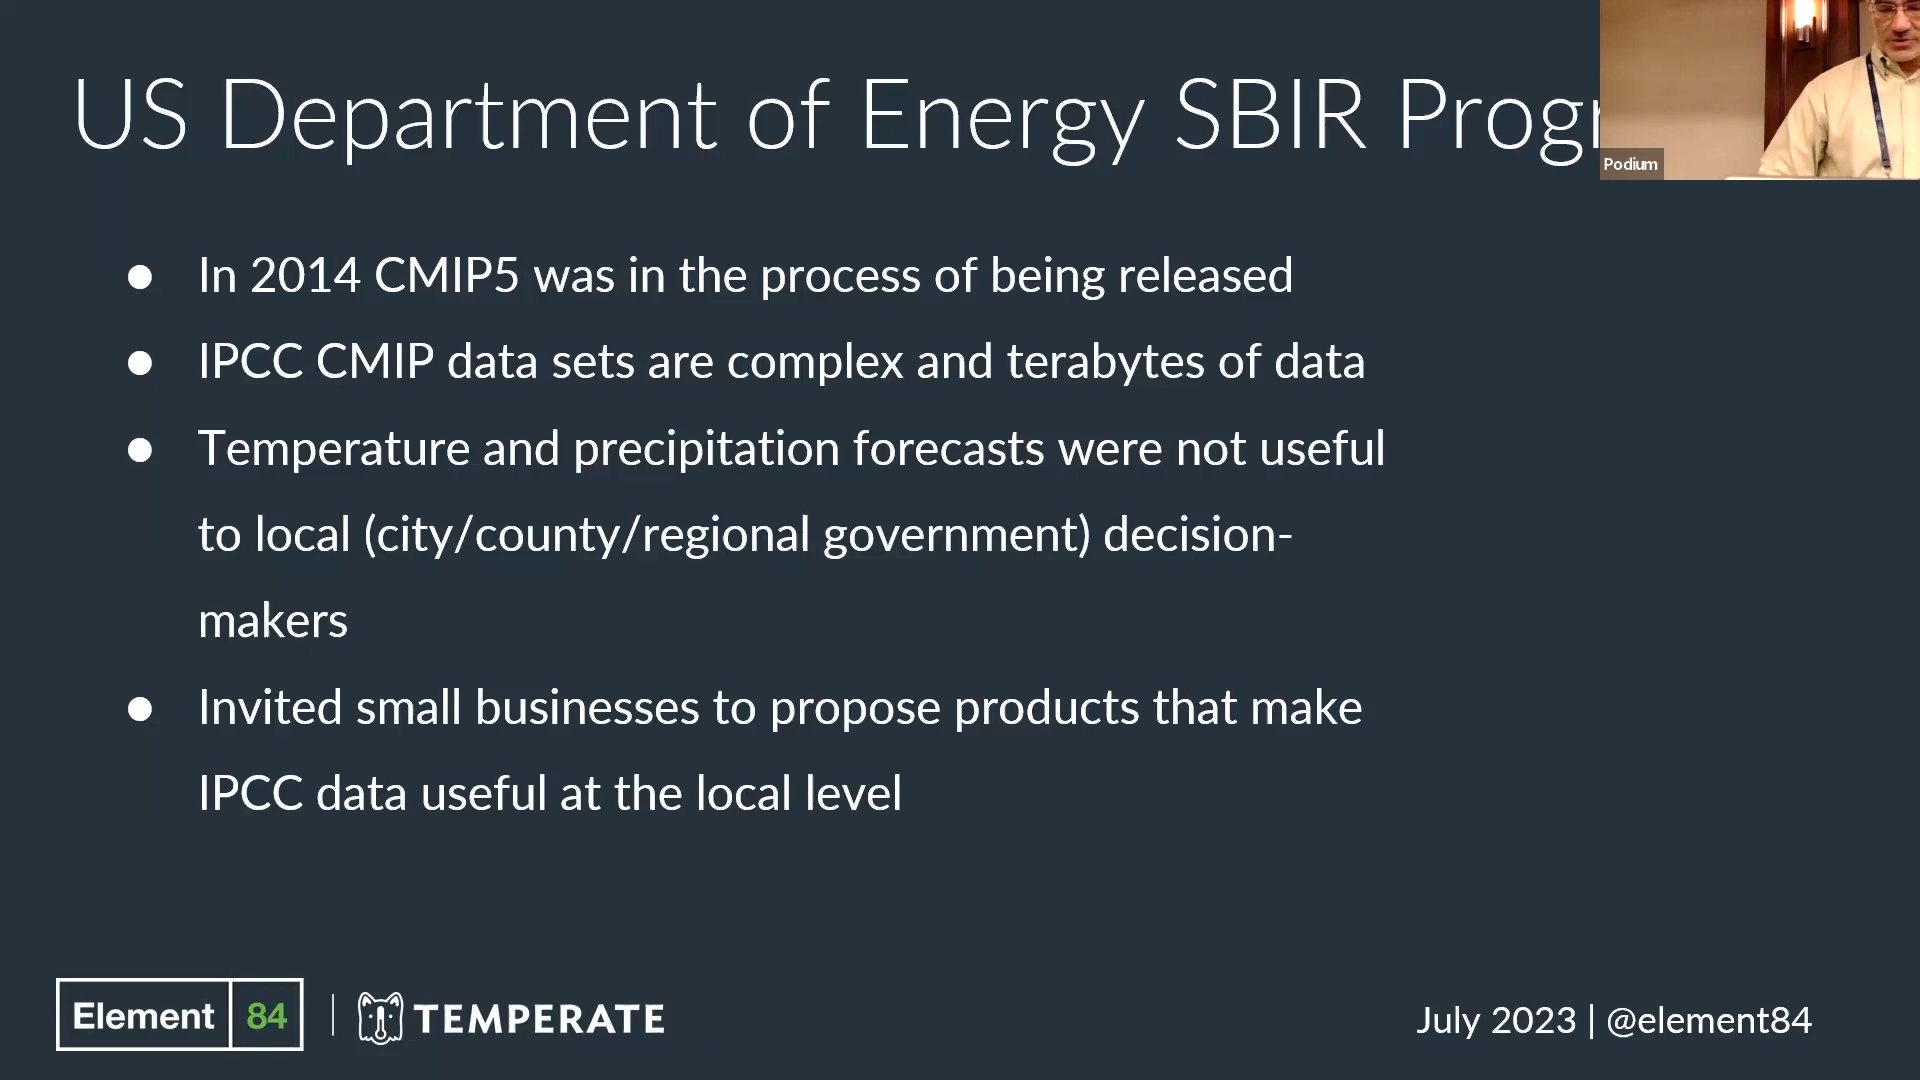 US Department of Energy SBIR Progr
Podium
● In 2014 CMIP5 was in the process of being released
● IPCC CMIP data sets are complex and terabytes of data
● Temperature and precipitation forecasts were not useful
to local (city/county/regional government) decision-
makers
● Invited small businesses to propose products that make
IPCC data useful at the local level
Element 84 | TEMPERATE
July 2023 | @element84